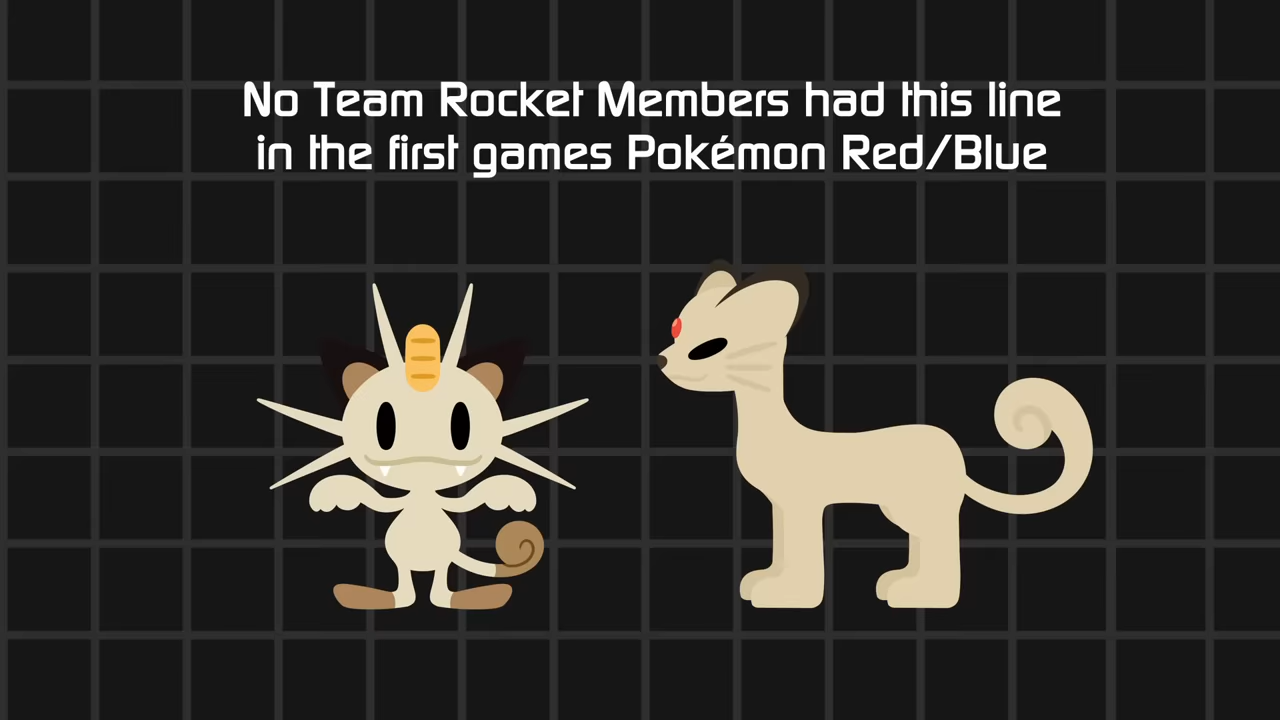 No Team Rocket Members had this line
in the first games Pokémon Red/Blue